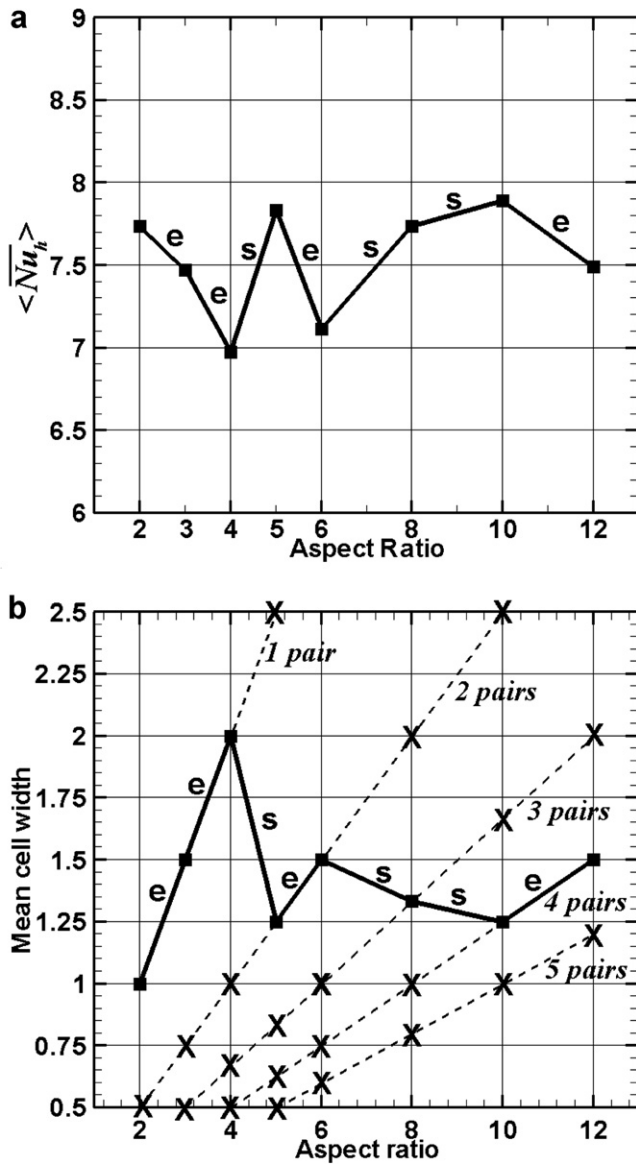 a
9
8.5
8
7.5
7
6.5
6
<Nu_h>
e
e
s
e
s
s
e
2 3 4 5 6 8 10 12
Aspect Ratio
b
2.5
2.25
2
1.75
1.5
1.25
1
0.75
0.5
Mean cell width
1 pair
2 pairs
3 pairs
4 pairs
5 pairs
e
e
s
e
s
s
e
2 4 6 8 10 12
Aspect ratio